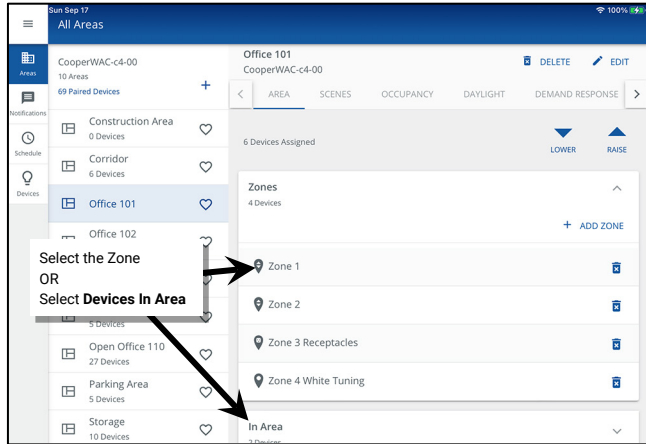 Sun Sep 17
100%
All Areas
Areas
Notifications
Schedule
Devices
CooperWAC-c4-00
10 Areas
69 Paired Devices
+
Construction Area
0 Devices
Corridor
6 Devices
Office 101
Office 102
5 Devices
Open Office 110
27 Devices
Parking Area
5 Devices
Storage
10 Devices
Select the Zone
OR
Select Devices In Area
Office 101
CooperWAC-c4-00
DELETE
EDIT
AREA SCENES OCCUPANCY DAYLIGHT DEMAND RESPONSE
6 Devices Assigned
LOWER RAISE
Zones
4 Devices
+ ADD ZONE
Zone 1
Zone 2
Zone 3 Receptacles
Zone 4 White Tuning
In Area
2 Devices